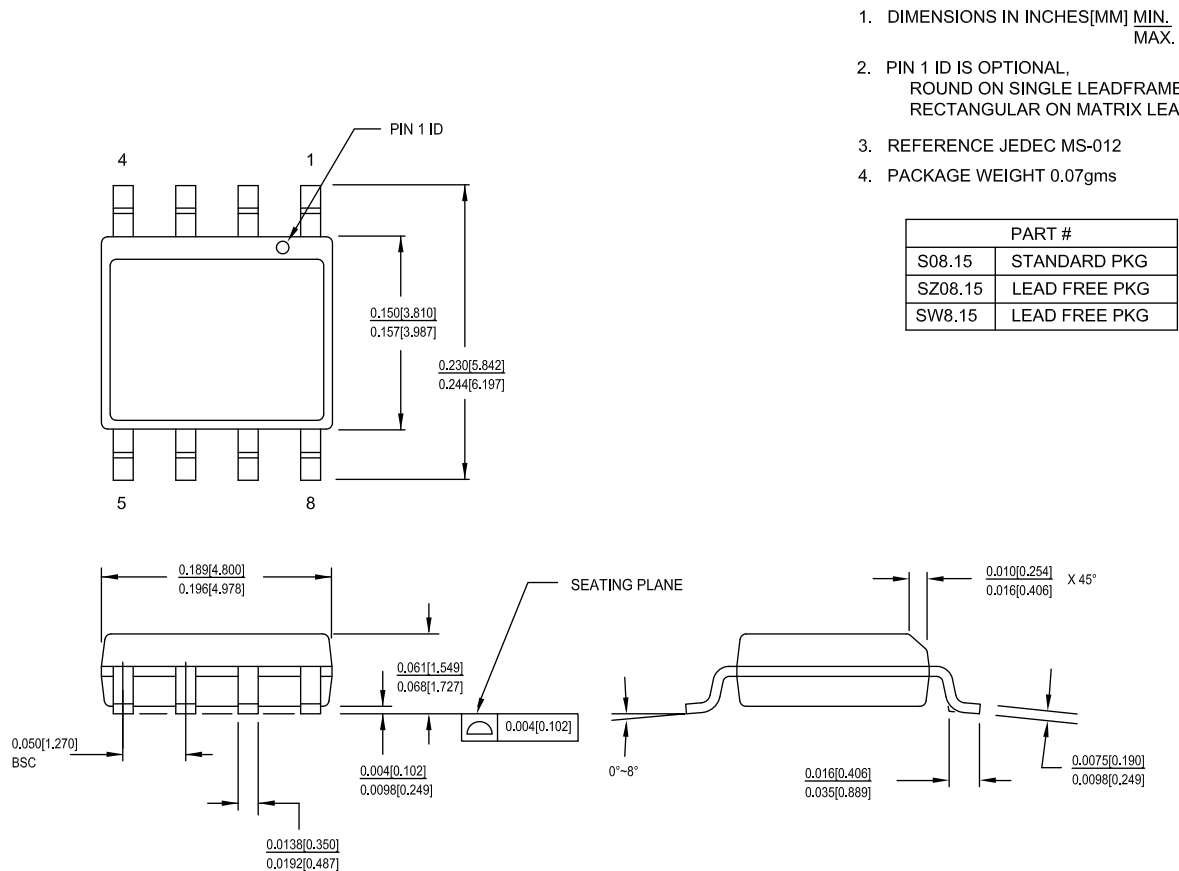 1. DIMENSIONS IN INCHES[MM] MIN.
MAX.
2. PIN 1 ID IS OPTIONAL,
ROUND ON SINGLE LEADFRAME
RECTANGULAR ON MATRIX LEA
3. REFERENCE JEDEC MS-012
4. PACKAGE WEIGHT 0.07gms
PART #
S08.15 STANDARD PKG
SZ08.15 LEAD FREE PKG
SW8.15 LEAD FREE PKG
PIN 1 ID
4
1
0.150[3.810]
0.157[3.987]
0.230[5.842]
0.244[6.197]
5
8
0.189[4.800]
0.196[4.978]
SEATING PLANE
0.010[0.254]
0.016[0.406]
X 45°
0.061[1.549]
0.068[1.727]
0.004[0.102]
0.050[1.270]
BSC
0.004[0.102]
0.0098[0.249]
0°~8°
0.016[0.406]
0.035[0.889]
0.0075[0.190]
0.0098[0.249]
0.0138[0.350]
0.0192[0.487]